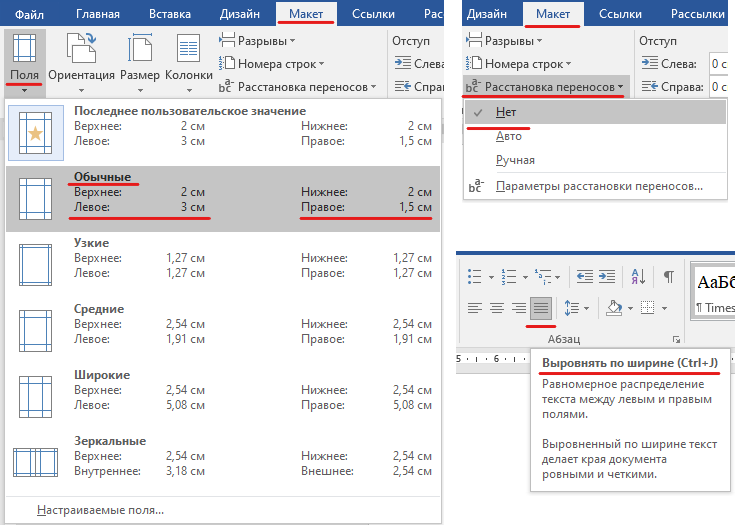 Файл Главная Вставка Дизайн Макет Ссылки Рас
Поля Ориентация Размер Колонки
Разрывы
Номера строк
abc- Расстановка переносов
Отступ
Слева:
Справа:
Последнее пользовательское значение
Верхнее: 2 см Нижнее: 2 см
Левое: 3 см Правое: 1,5 см
Обычные
Верхнее: 2 см Нижнее: 2 см
Левое: 3 см Правое: 1,5 см
Узкие
Верхнее: 1,27 см Нижнее: 1,27 см
Левое: 1,27 см Правое: 1,27 см
Средние
Верхнее: 2,54 см Нижнее: 2,54 см
Левое: 1,91 см Правое: 1,91 см
Широкие
Верхнее: 2,54 см Нижнее: 2,54 см
Левое: 5,08 см Правое: 5,08 см
Зеркальные
Верхнее: 2,54 см Нижнее: 2,54 см
Внутреннее: 3,18 см Внешнее: 2,54 см
Настраиваемые поля...
Дизайн Макет Ссылки Рассылки
Разрывы
Номера строк
abc- Расстановка переносов
Отступ
Слева: 0 с
Справа: 0 с
Нет
Авто
Ручная
abc- Параметры расстановки переносов...
АаБб
¶ Times
Абзац
5 · ı · 6 ·
Выровнять по ширине (Ctrl+J)
Равномерное распределение
текста между левым и правым
полями.
Выровненный по ширине текст
делает края документа
ровными и четкими.